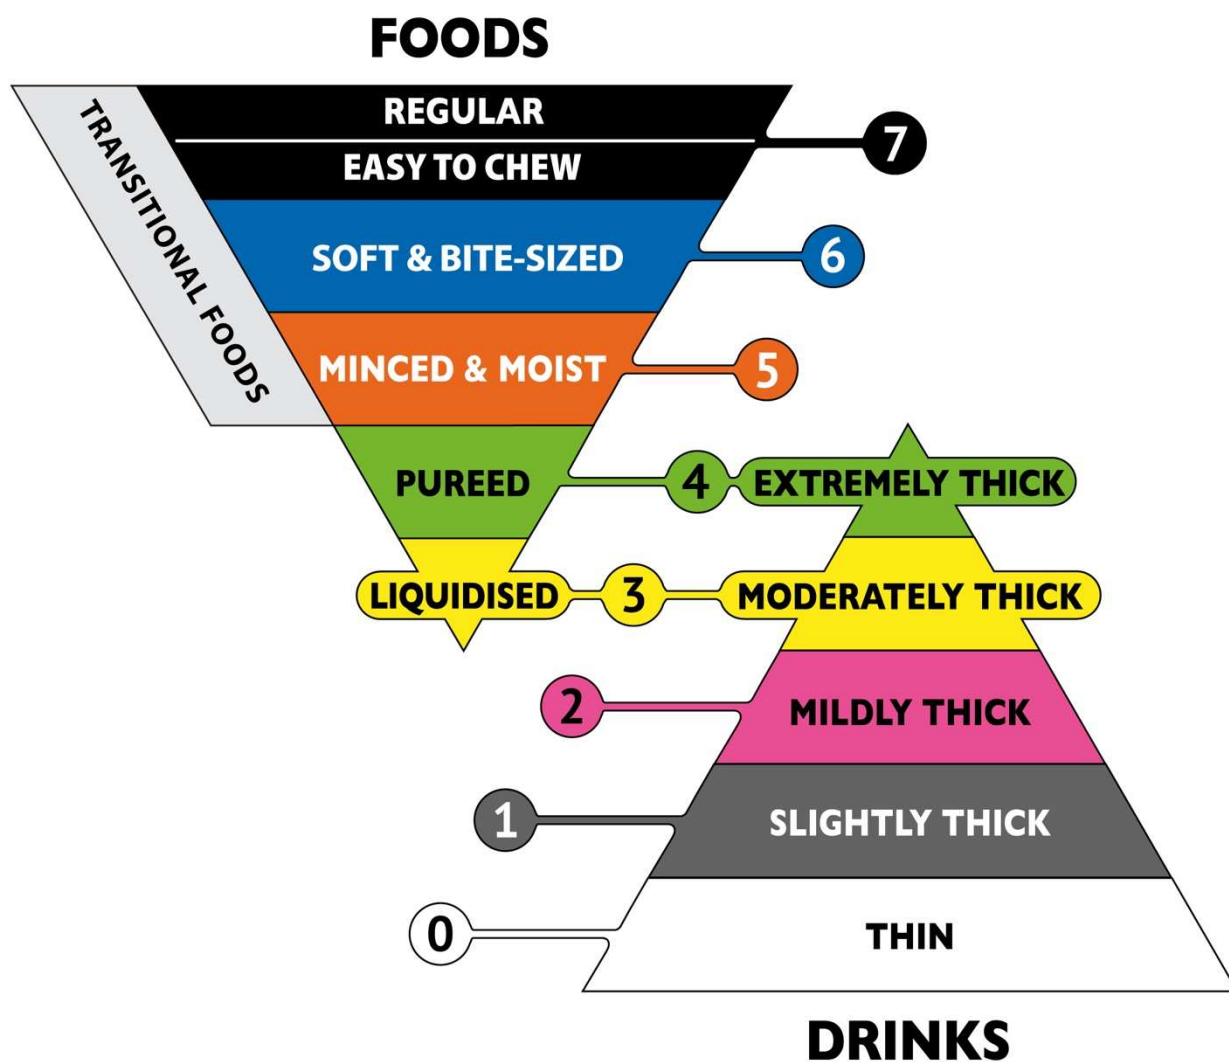 FOODS
TRANSITIONAL FOODS
REGULAR
7
EASY TO CHEW
SOFT & BITE-SIZED
6
MINCED & MOIST
5
PUREED
4
EXTREMELY THICK
LIQUIDISED
3
MODERATELY THICK
2
MILDLY THICK
1
SLIGHTLY THICK
0
THIN
DRINKS